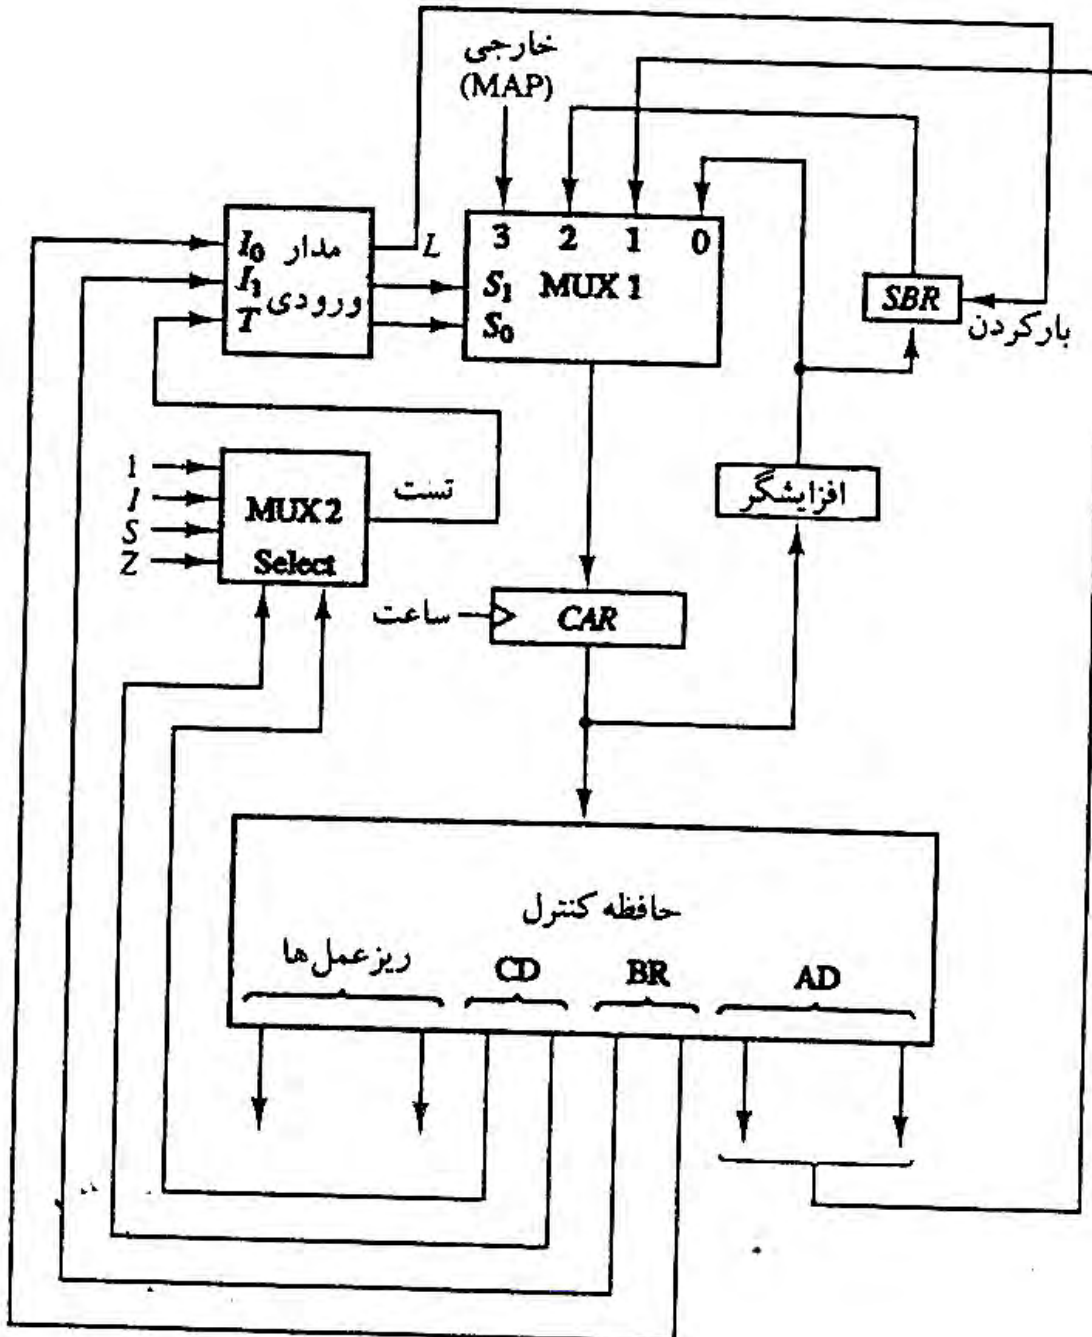 خارجی
(MAP)
3 2 1 0
I₀ مدار
L
I₁
S₁ MUX 1
ورودی
T
S₀
SBR
بارکردن
1
I
S
Z
MUX 2
Select
تست
افزایشگر
ساعت
CAR
حافظه کنترل
ریزعمل‌ها
CD
BR
AD